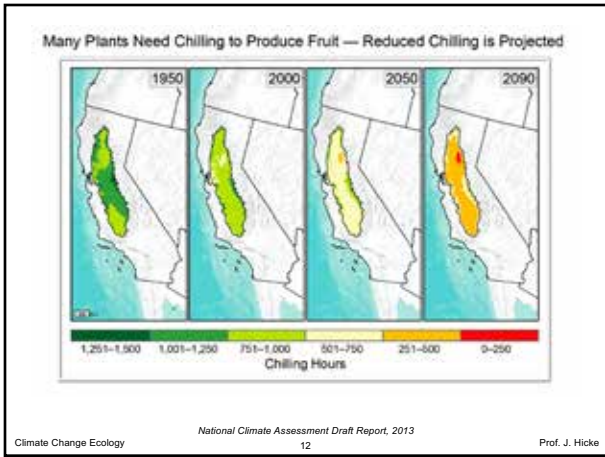 Many Plants Need Chilling to Produce Fruit — Reduced Chilling is Projected
1950 2000 2050 2090
1,251–1,500 1,001–1,250 751–1,000 501–750 251–500 0–250
Chilling Hours
National Climate Assessment Draft Report, 2013
Climate Change Ecology 12 Prof. J. Hicke